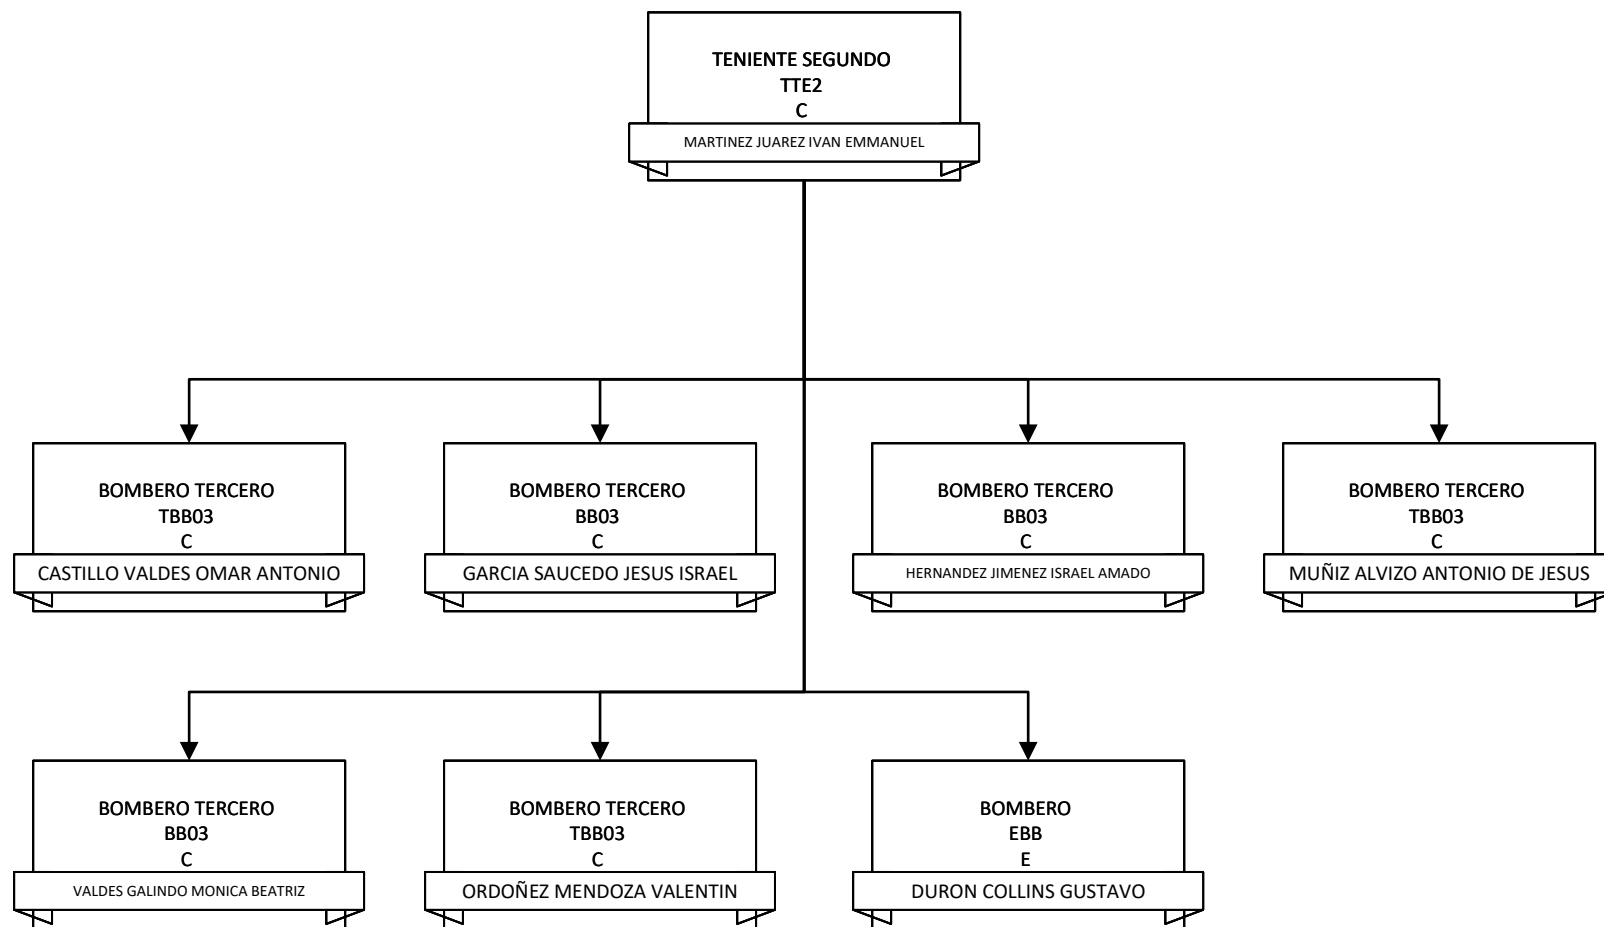 TENIENTE SEGUNDO
TTE2
C
MARTINEZ JUAREZ IVAN EMMANUEL
BOMBERO TERCERO
TBB03
C
CASTILLO VALDES OMAR ANTONIO
BOMBERO TERCERO
BB03
C
GARCIA SAUCEDO JESUS ISRAEL
BOMBERO TERCERO
BB03
C
HERNANDEZ JIMENEZ ISRAEL AMADO
BOMBERO TERCERO
TBB03
C
MUÑIZ ALVIZO ANTONIO DE JESUS
BOMBERO TERCERO
BB03
C
VALDES GALINDO MONICA BEATRIZ
BOMBERO TERCERO
TBB03
C
ORDOÑEZ MENDOZA VALENTIN
BOMBERO
EBB
E
DURON COLLINS GUSTAVO